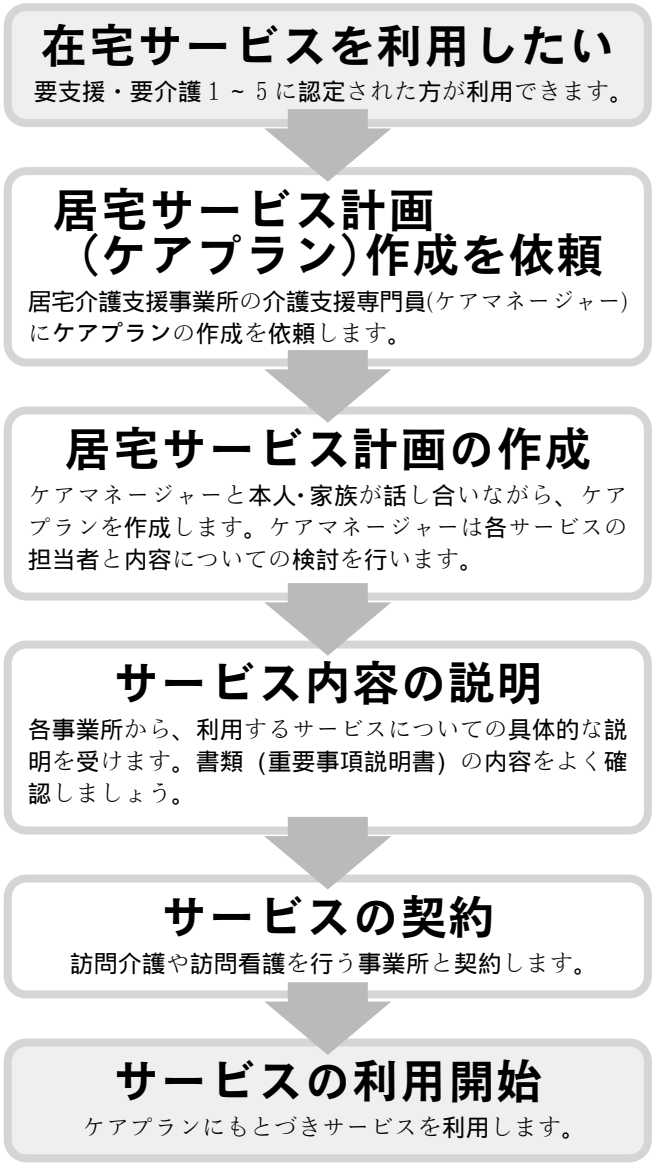 在宅サービスを利用したい
要支援・要介護1~5に認定された方が利用できます。
居宅サービス計画
(ケアプラン)作成を依頼
居宅介護支援事業所の介護支援専門員(ケアマネージャー)
にケアプランの作成を依頼します。
居宅サービス計画の作成
ケアマネージャーと本人・家族が話し合いながら、ケア
プランを作成します。ケアマネージャーは各サービスの
担当者と内容についての検討を行います。
サービス内容の説明
各事業所から、利用するサービスについての具体的な説
明を受けます。書類(重要事項説明書)の内容をよく確
認しましょう。
サービスの契約
訪問介護や訪問看護を行う事業所と契約します。
サービスの利用開始
ケアプランにもとづきサービスを利用します。